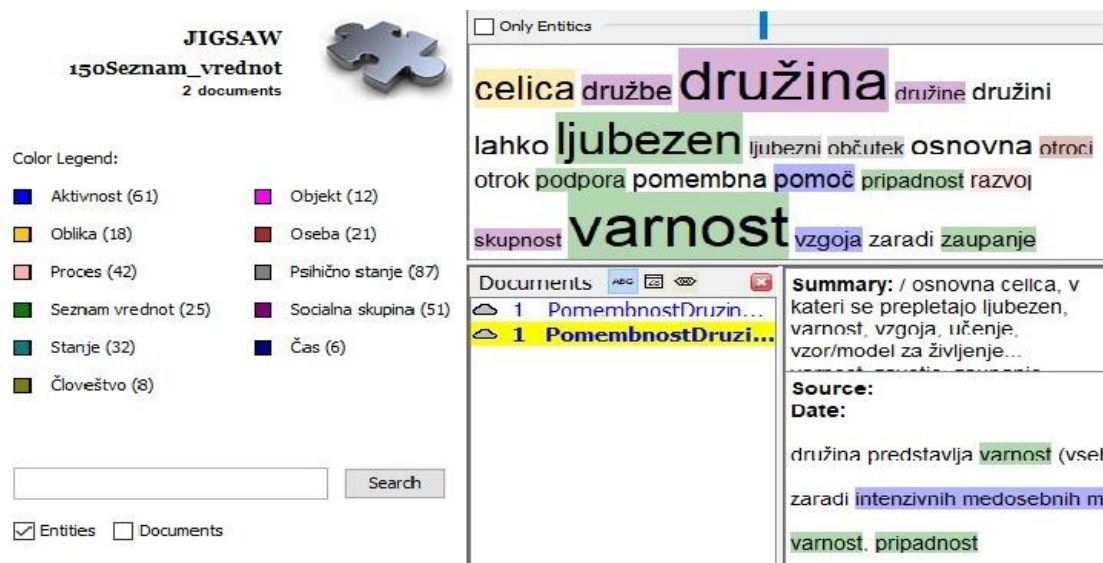 JIGSAW
150Seznam_vrednot
2 documents
Color Legend:
Aktivnost (61)
Objekt (12)
Oblika (18)
Oseba (21)
Proces (42)
Psihično stanje (87)
Seznam vrednot (25)
Socialna skupina (51)
Stanje (32)
Čas (6)
Človeštvo (8)
Search
Entities
Documents
Only Entities
celica družbe družina družine družini
lahko ljubezen ljubezni občutek osnovna otroci
otrok podpora pomembna pomoč pripadnost razvoj
skupnost varnost vzgoja zaradi zaupanje
Documents ABC
1 PomembnostDruzin...
1 PomembnostDruzi...
Summary: / osnovna celica, v
kateri se prepletajo ljubezen,
varnost, vzgoja, učenje,
vzor/model za življenje...
Source:
Date:
družina predstavlja varnost (vseh
zaradi intenzivnih medosebnih m
varnost, pripadnost